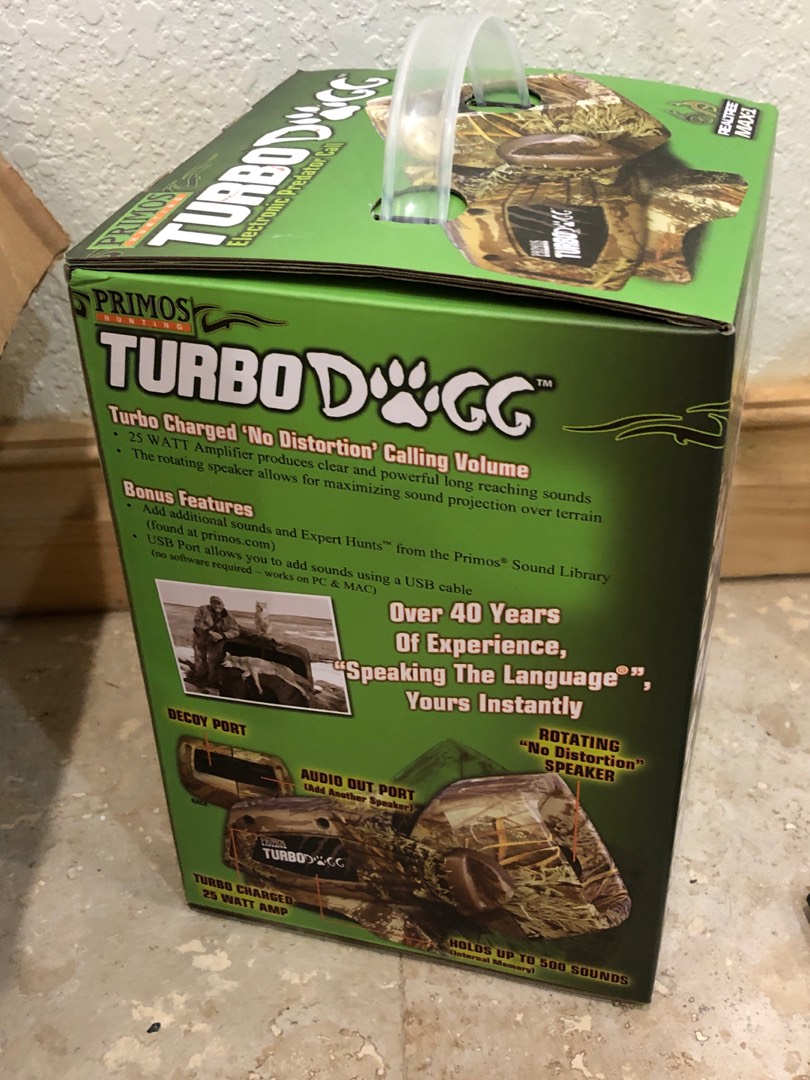 PRIMOS
TURBO DOGG™
Electronic Predator Call
REALTREE
MAX-1
PRIMOS
TURBO DOGG
PRIMOS
HUNTING
TURBO DOGG™
Turbo Charged 'No Distortion' Calling Volume
• 25 WATT Amplifier produces clear and powerful long reaching sounds
• The rotating speaker allows for maximizing sound projection over terrain
Bonus Features
• Add additional sounds and Expert Hunts™ from the Primos® Sound Library
(found at primos.com)
• USB Port allows you to add sounds using a USB cable
(no software required – works on PC & MAC)
Over 40 Years
Of Experience,
"Speaking The Language®",
Yours Instantly
DECOY PORT
AUDIO OUT PORT
(Add Another Speaker)
ROTATING
"No Distortion"
SPEAKER
PRIMOS
TURBO DOGG
TURBO CHARGED
25 WATT AMP
HOLDS UP TO 500 SOUNDS
(Internal Memory)